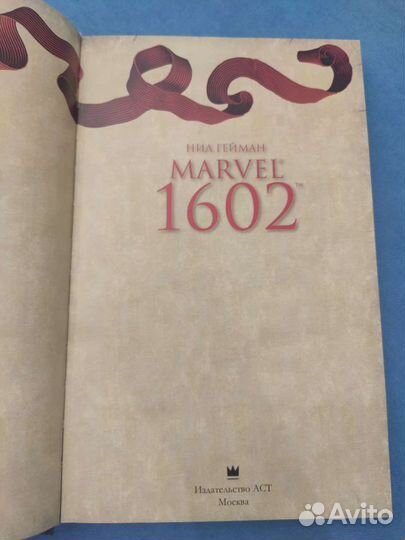 НИЛ ГЕЙМАН
MARVEL®
1602™
Издательство АСТ
Москва
Avito